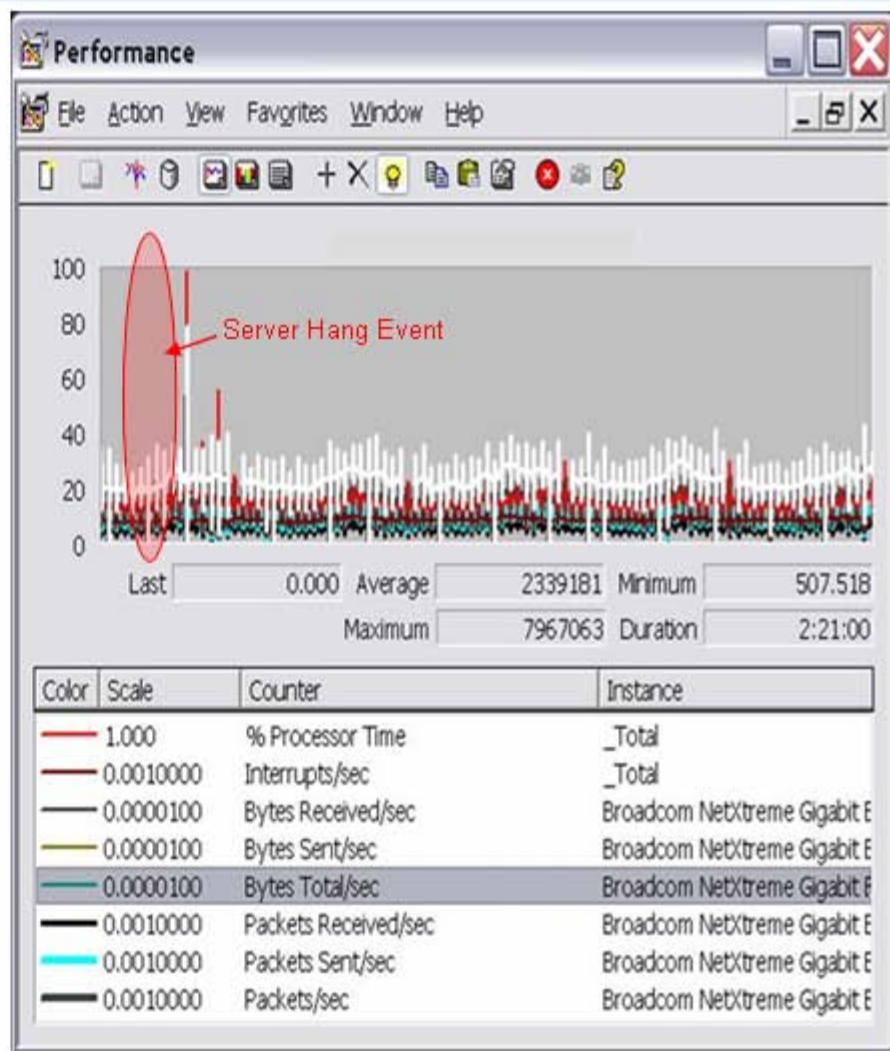 Performance
File Action View Favorites Window Help
100
80
60
40
20
0
Server Hang Event
Last 0.000 Average 2339181 Minimum 507.518
Maximum 7967063 Duration 2:21:00
Color Scale Counter Instance
1.000 % Processor Time _Total
0.0010000 Interrupts/sec _Total
0.0000100 Bytes Received/sec Broadcom NetXtreme Gigabit E
0.0000100 Bytes Sent/sec Broadcom NetXtreme Gigabit E
0.0000100 Bytes Total/sec Broadcom NetXtreme Gigabit E
0.0010000 Packets Received/sec Broadcom NetXtreme Gigabit E
0.0010000 Packets Sent/sec Broadcom NetXtreme Gigabit E
0.0010000 Packets/sec Broadcom NetXtreme Gigabit E